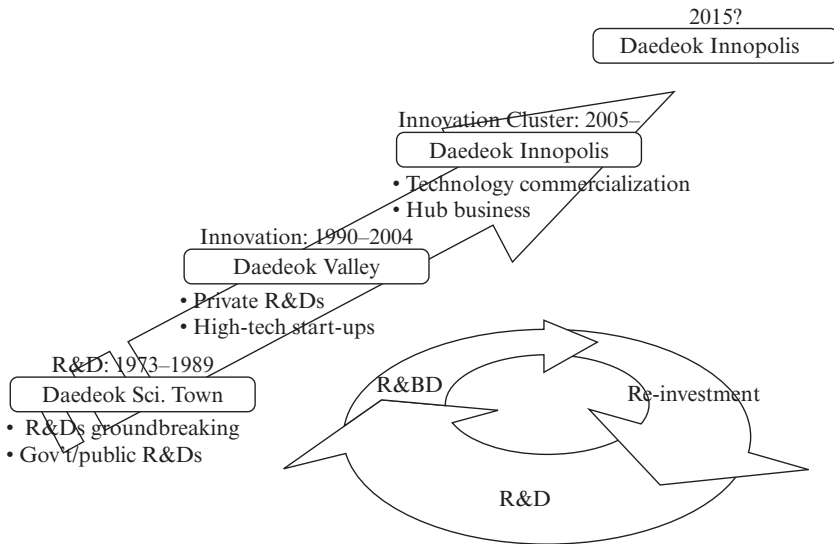 2015?
Daedeok Innopolis
Innovation Cluster: 2005–
Daedeok Innopolis
• Technology commercialization
• Hub business
Innovation: 1990–2004
Daedeok Valley
• Private R&Ds
• High-tech start-ups
R&D: 1973–1989
Daedeok Sci. Town
• R&Ds groundbreaking
• Gov't/public R&Ds
R&BD
Re-investment
R&D